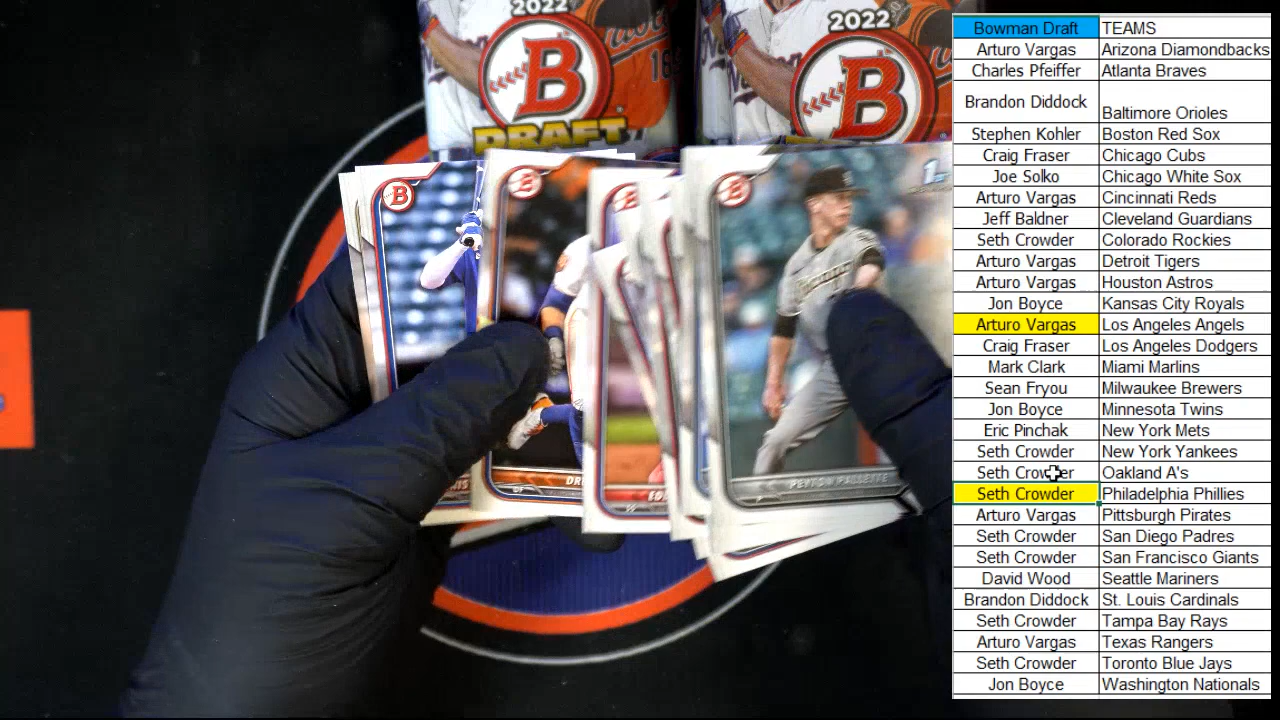 2022
B
DRAFT
2022
B
18
B
B
B
B
1st
DR
PEYTON PALLETTE
Bowman Draft TEAMS
Arturo Vargas Arizona Diamondbacks
Charles Pfeiffer Atlanta Braves
Brandon Diddock Baltimore Orioles
Stephen Kohler Boston Red Sox
Craig Fraser Chicago Cubs
Joe Solko Chicago White Sox
Arturo Vargas Cincinnati Reds
Jeff Baldner Cleveland Guardians
Seth Crowder Colorado Rockies
Arturo Vargas Detroit Tigers
Arturo Vargas Houston Astros
Jon Boyce Kansas City Royals
Arturo Vargas Los Angeles Angels
Craig Fraser Los Angeles Dodgers
Mark Clark Miami Marlins
Sean Fryou Milwaukee Brewers
Jon Boyce Minnesota Twins
Eric Pinchak New York Mets
Seth Crowder New York Yankees
Seth Crowder Oakland A's
Seth Crowder Philadelphia Phillies
Arturo Vargas Pittsburgh Pirates
Seth Crowder San Diego Padres
Seth Crowder San Francisco Giants
David Wood Seattle Mariners
Brandon Diddock St. Louis Cardinals
Seth Crowder Tampa Bay Rays
Arturo Vargas Texas Rangers
Seth Crowder Toronto Blue Jays
Jon Boyce Washington Nationals